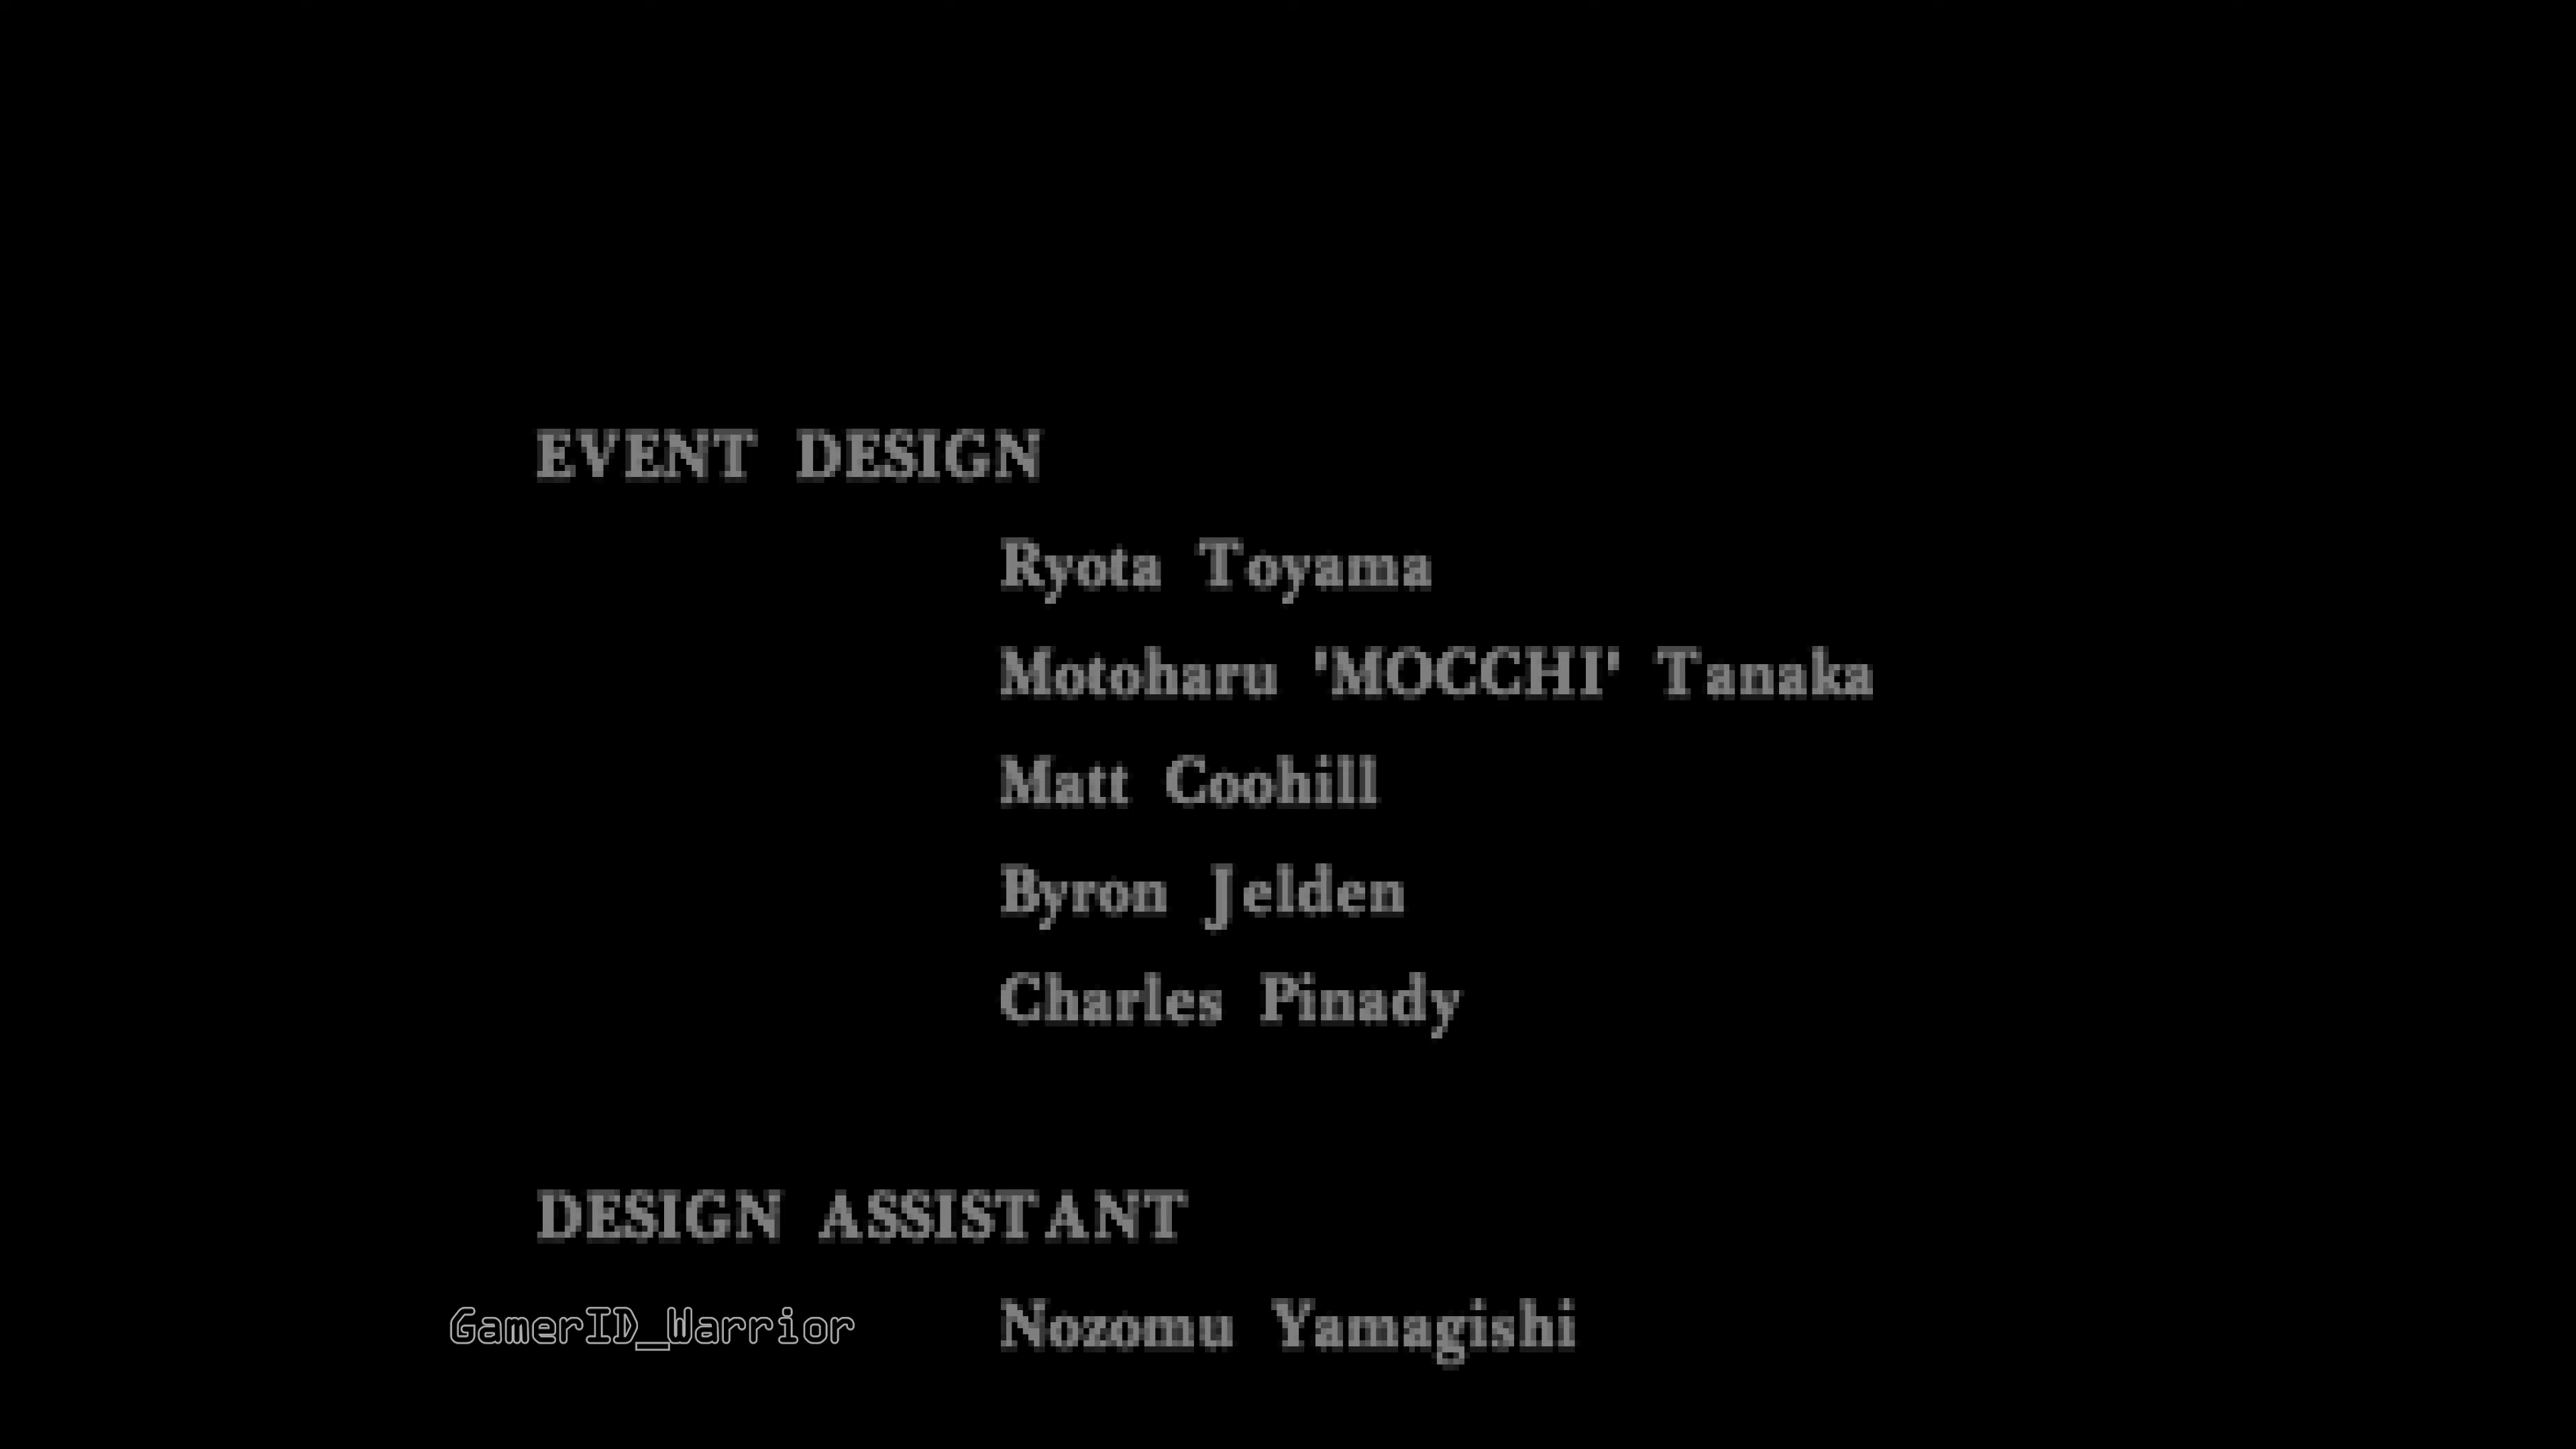 EVENT DESIGN
Ryota Toyama
Motoharu 'MOCCHI' Tanaka
Matt Coohill
Byron Jelden
Charles Pinady
DESIGN ASSISTANT
GamerID_Warrior
Nozomu Yamagishi